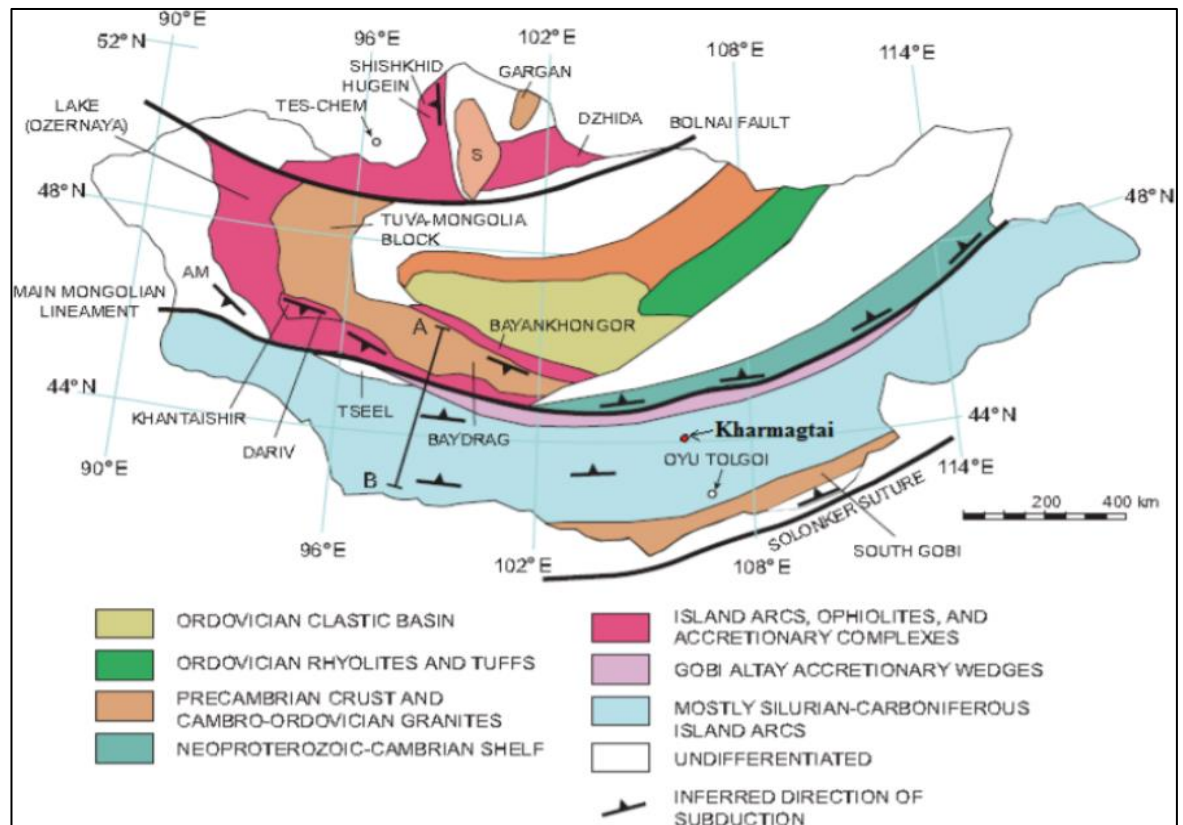 90°E
52°N
96°E
102°E
108°E
114°E
SHISHKHID
HUGEIN
GARGAN
TES-CHEM
LAKE
(OZERNAYA)
DZHIDA
BOLNAI FAULT
S
48°N
48°N
TUVA-MONGOLIA
BLOCK
AM
MAIN MONGOLIAN
LINEAMENT
A
BAYANKHONGOR
44°N
KHANTAISHIR
TSEEL
BAYDRAG
DARIV
Kharmagtai
OYU TOLGOI
44°N
90°E
B
114°E
SOLONKER SUTURE
200 400 km
SOUTH GOBI
96°E
102°E
108°E
ORDOVICIAN CLASTIC BASIN
ORDOVICIAN RHYOLITES AND TUFFS
PRECAMBRIAN CRUST AND
CAMBRO-ORDOVICIAN GRANITES
NEOPROTEROZOIC-CAMBRIAN SHELF
ISLAND ARCS, OPHIOLITES, AND
ACCRETIONARY COMPLEXES
GOBI ALTAY ACCRETIONARY WEDGES
MOSTLY SILURIAN-CARBONIFEROUS
ISLAND ARCS
UNDIFFERENTIATED
INFERRED DIRECTION OF
SUBDUCTION